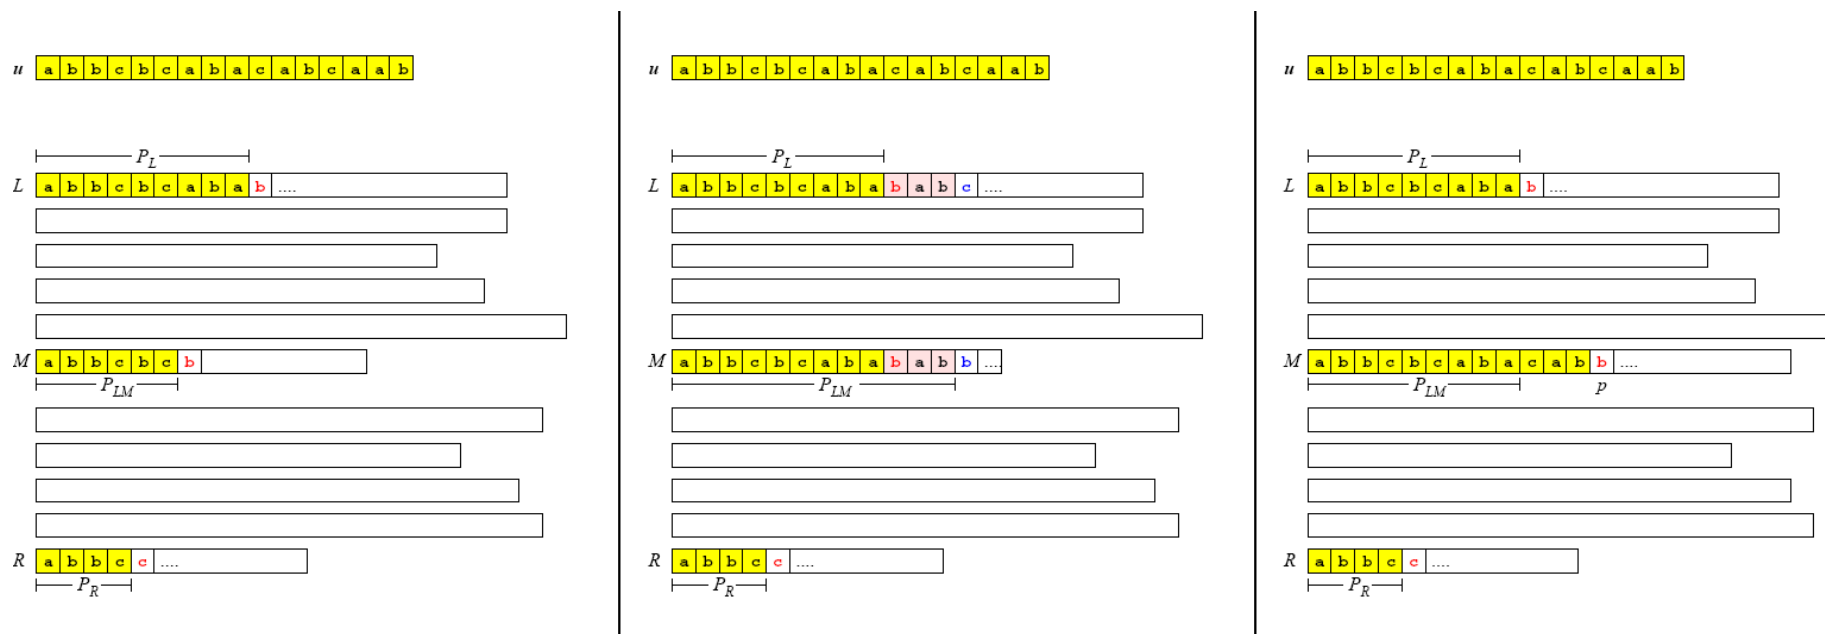 u a b b c b c a b a c a b c a a b
P_L
L a b b c b c a b a b ....
M a b b c b c b
P_LM
R a b b c c ....
P_R
u a b b c b c a b a c a b c a a b
P_L
L a b b c b c a b a b a b c ....
M a b b c b c a b a b a b b ....
P_LM
R a b b c c ....
P_R
u a b b c b c a b a c a b c a a b
P_L
L a b b c b c a b a b ....
M a b b c b c a b a c a b b ....
P_LM p
R a b b c c ....
P_R